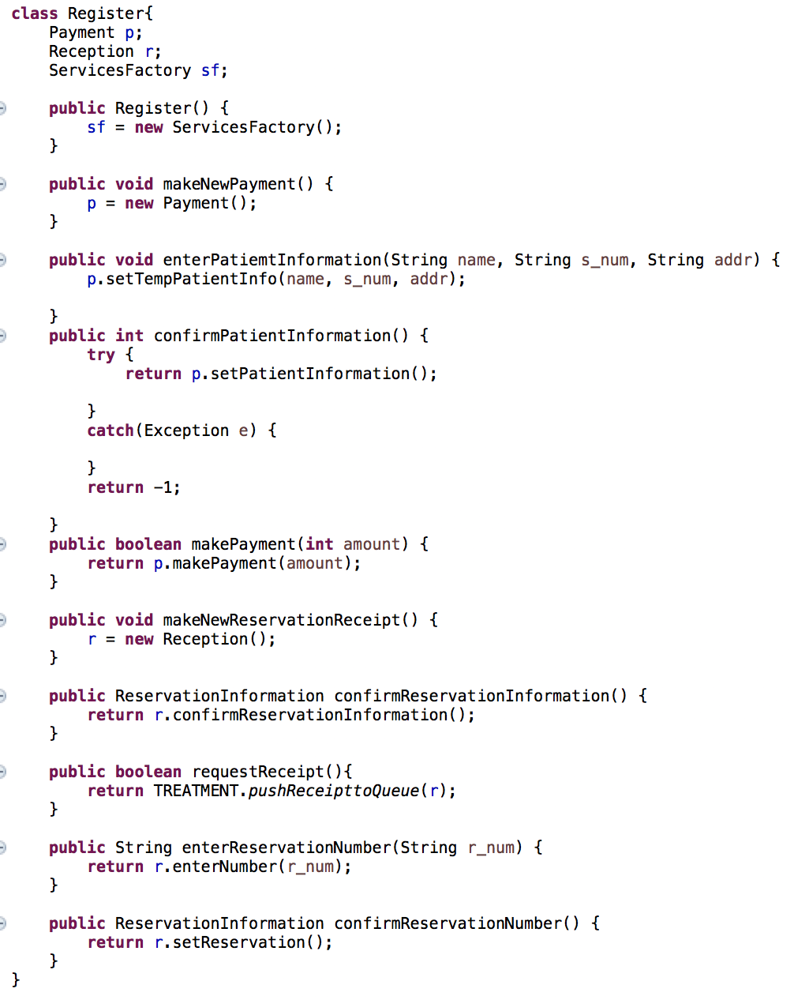 class Register{
    Payment p;
    Reception r;
    ServicesFactory sf;
    public Register() {
        sf = new ServicesFactory();
    }
    public void makeNewPayment() {
        p = new Payment();
    }
    public void enterPatiemtInformation(String name, String s_num, String addr) {
        p.setTempPatientInfo(name, s_num, addr);
    }
    public int confirmPatientInformation() {
        try {
            return p.setPatientInformation();
        }
        catch(Exception e) {
        }
        return -1;
    }
    public boolean makePayment(int amount) {
        return p.makePayment(amount);
    }
    public void makeNewReservationReceipt() {
        r = new Reception();
    }
    public ReservationInformation confirmReservationInformation() {
        return r.confirmReservationInformation();
    }
    public boolean requestReceipt(){
        return TREATMENT.pushReceipttoQueue(r);
    }
    public String enterReservationNumber(String r_num) {
        return r.enterNumber(r_num);
    }
    public ReservationInformation confirmReservationNumber() {
        return r.setReservation();
    }
}